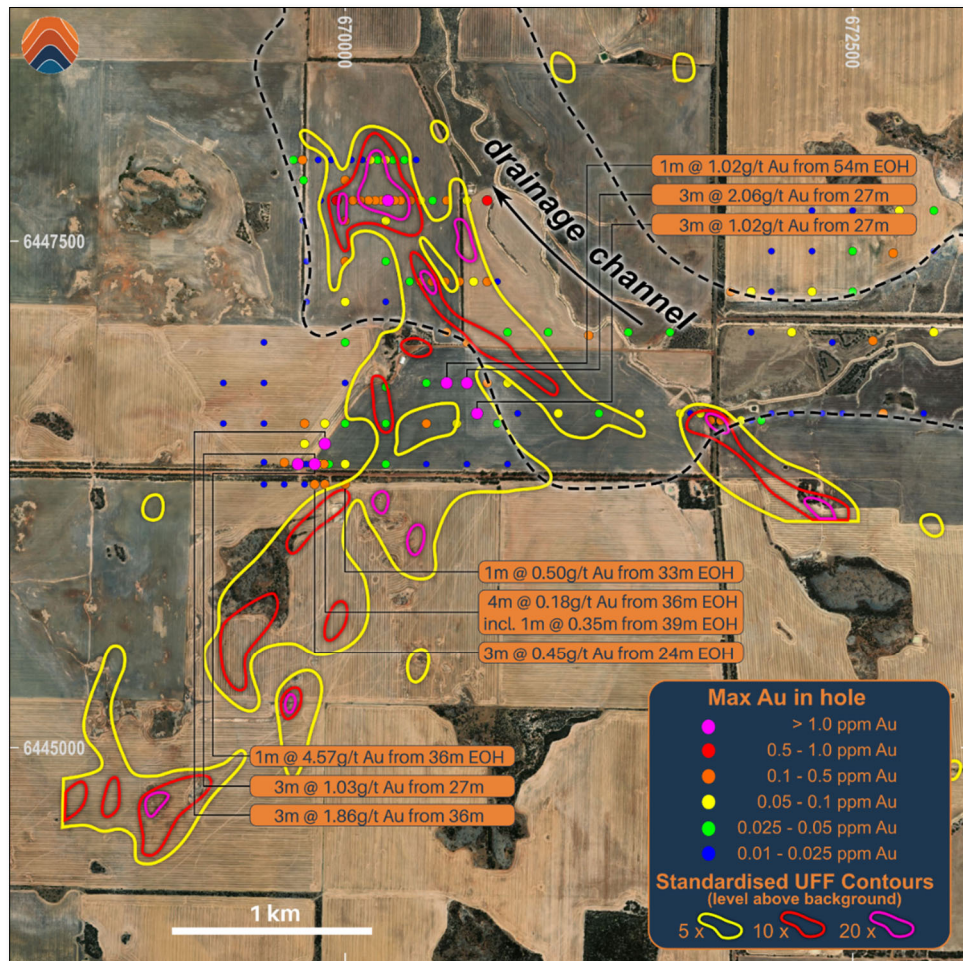 670000
672500
6447500
6445000
drainage channel
1m @ 1.02g/t Au from 54m EOH
3m @ 2.06g/t Au from 27m
3m @ 1.02g/t Au from 27m
1m @ 0.50g/t Au from 33m EOH
4m @ 0.18g/t Au from 36m EOH
incl. 1m @ 0.35m from 39m EOH
3m @ 0.45g/t Au from 24m EOH
1m @ 4.57g/t Au from 36m EOH
3m @ 1.03g/t Au from 27m
3m @ 1.86g/t Au from 36m
1 km
Max Au in hole
> 1.0 ppm Au
0.5 - 1.0 ppm Au
0.1 - 0.5 ppm Au
0.05 - 0.1 ppm Au
0.025 - 0.05 ppm Au
0.01 - 0.025 ppm Au
Standardised UFF Contours
(level above background)
5 x 10 x 20 x